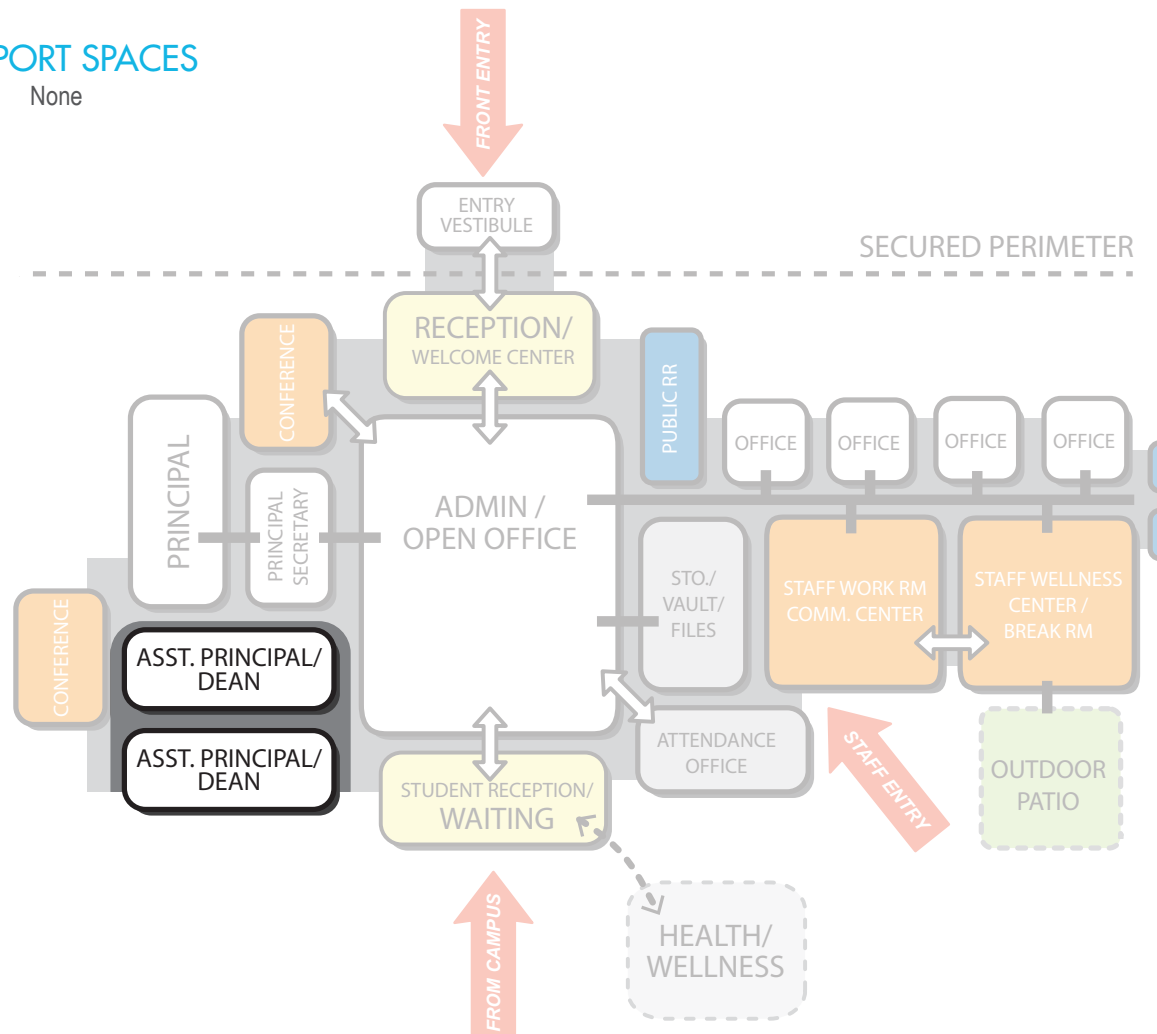 PORT SPACES
None
FRONT ENTRY
ENTRY
VESTIBULE
SECURED PERIMETER
RECEPTION/
WELCOME CENTER
CONFERENCE
PUBLIC RR
OFFICE
OFFICE
OFFICE
OFFICE
PRINCIPAL
PRINCIPAL
SECRETARY
ADMIN /
OPEN OFFICE
STO./
VAULT/
FILES
STAFF WORK RM
COMM. CENTER
STAFF WELLNESS
CENTER /
BREAK RM
CONFERENCE
ASST. PRINCIPAL/
DEAN
ASST. PRINCIPAL/
DEAN
ATTENDANCE
OFFICE
STAFF ENTRY
OUTDOOR
PATIO
STUDENT RECEPTION/
WAITING
FROM CAMPUS
HEALTH/
WELLNESS